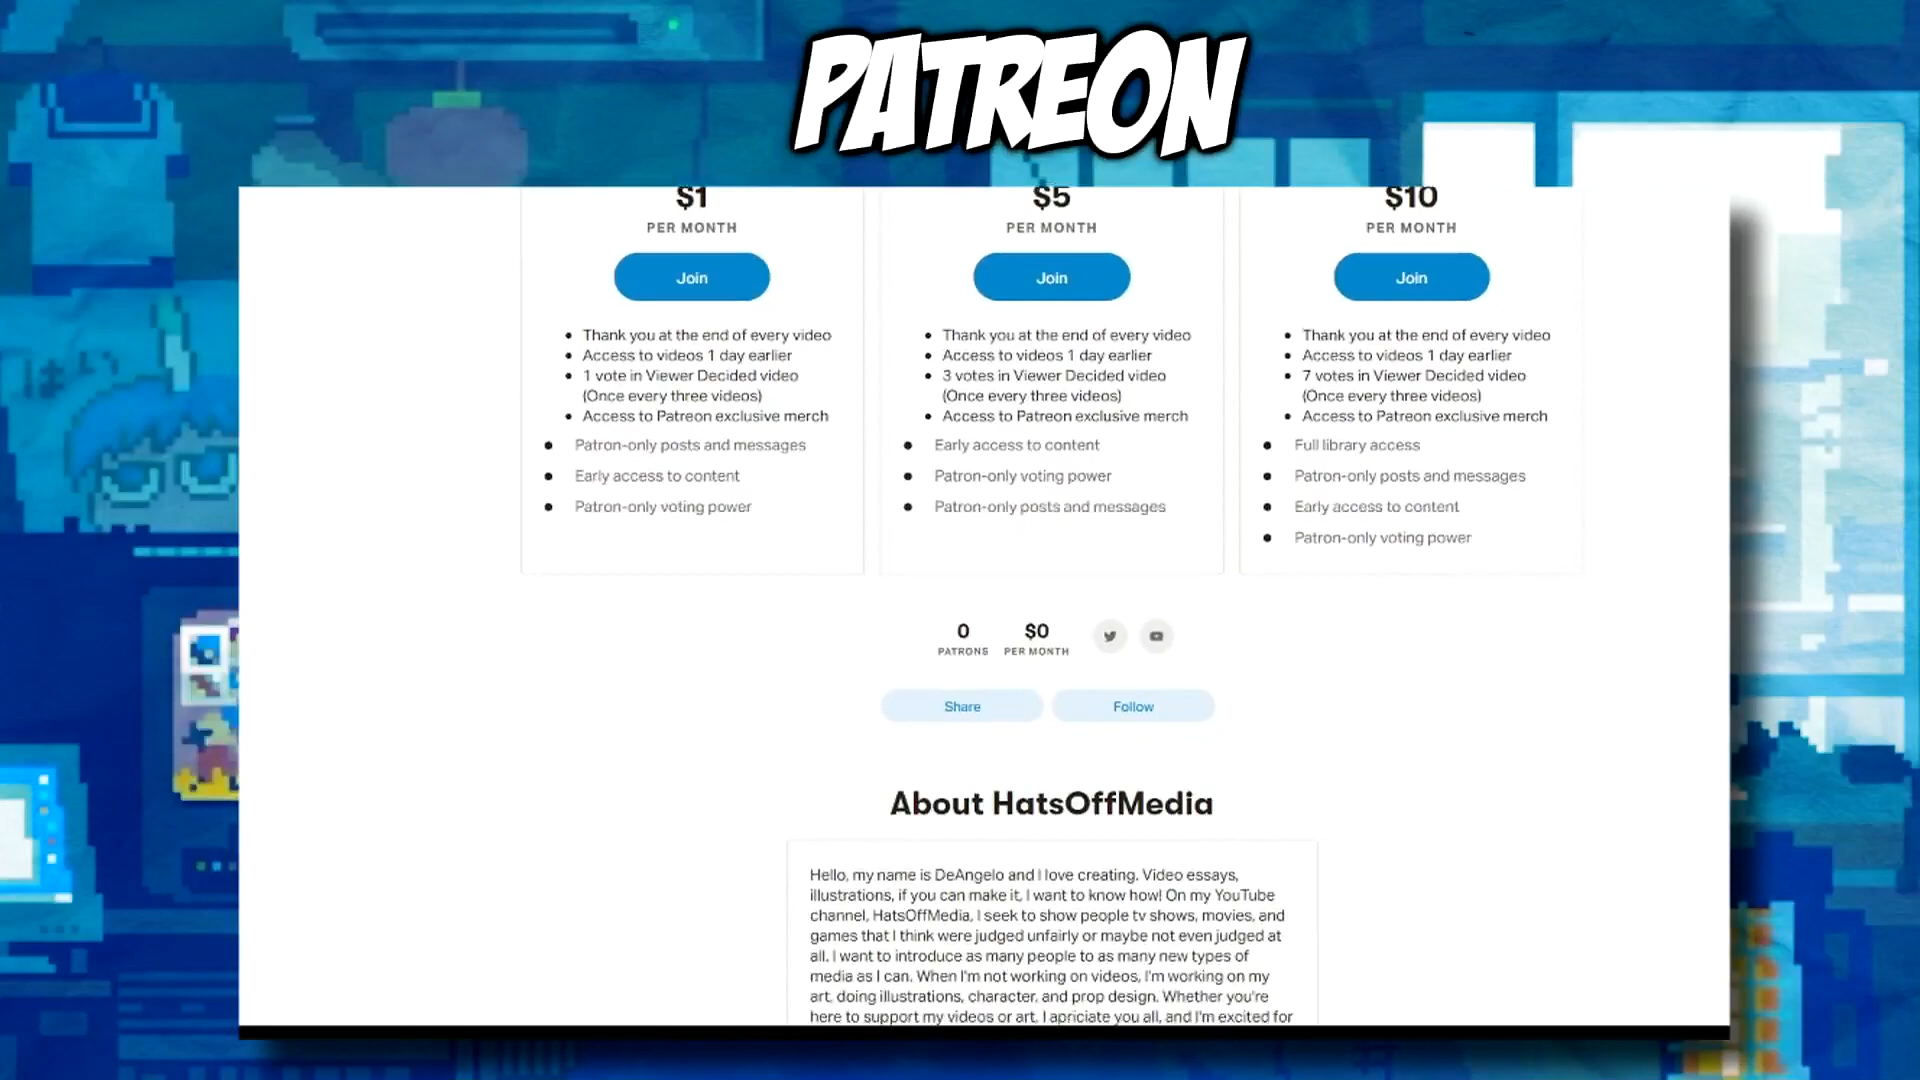 PATREON
$1
PER MONTH
Join
Thank you at the end of every video
Access to videos 1 day earlier
1 vote in Viewer Decided video
(Once every three videos)
Access to Patreon exclusive merch
Patron-only posts and messages
Early access to content
Patron-only voting power
$5
PER MONTH
Join
Thank you at the end of every video
Access to videos 1 day earlier
3 votes in Viewer Decided video
(Once every three videos)
Access to Patreon exclusive merch
Early access to content
Patron-only voting power
Patron-only posts and messages
$10
PER MONTH
Join
Thank you at the end of every video
Access to videos 1 day earlier
7 votes in Viewer Decided video
(Once every three videos)
Access to Patreon exclusive merch
Full library access
Patron-only posts and messages
Early access to content
Patron-only voting power
0
PATRONS
$0
PER MONTH
Share
Follow
About HatsOffMedia
Hello, my name is DeAngelo and I love creating. Video essays,
illustrations, if you can make it, I want to know how! On my YouTube
channel, HatsOffMedia, I seek to show people tv shows, movies, and
games that I think were judged unfairly or maybe not even judged at
all, I want to introduce as many people to as many new types of
media as I can. When I'm not working on videos, I'm working on my
art, doing illustrations, character, and prop design. Whether you're
here to support my videos or art, I apriciate you all, and I'm excited for